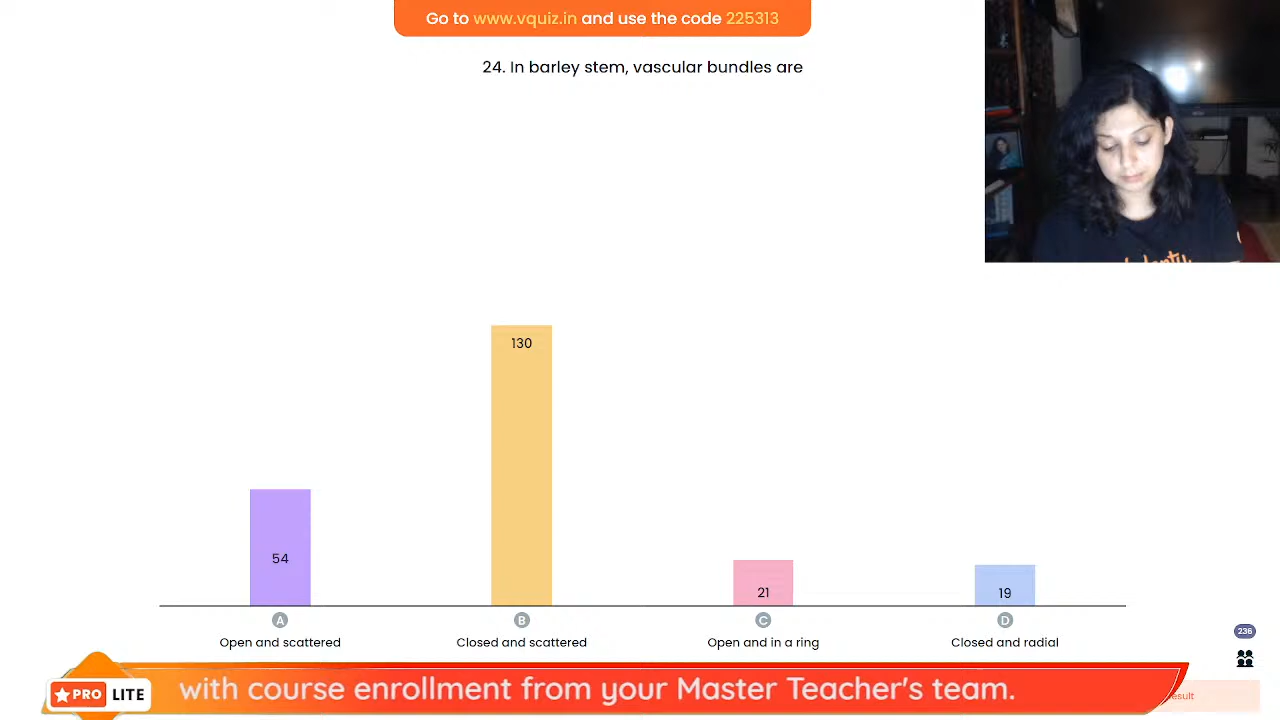 Go to www.vquiz.in and use the code 225313
24. In barley stem, vascular bundles are
130
54
21
19
A
B
C
D
Open and scattered
Closed and scattered
Open and in a ring
Closed and radial
236
PRO LITE
with course enrollment from your Master Teacher's team.